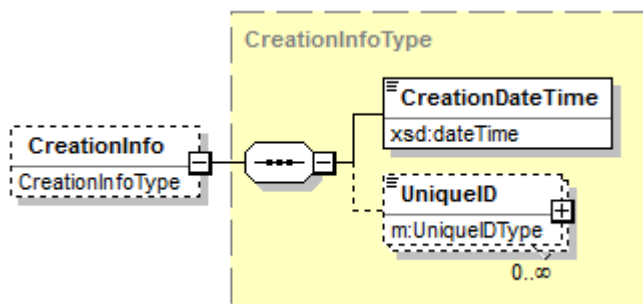 CreationInfoType
CreationDateTime
xsd:dateTime
CreationInfo
CreationInfoType
UniqueID
m:UniqueIDType
0..∞